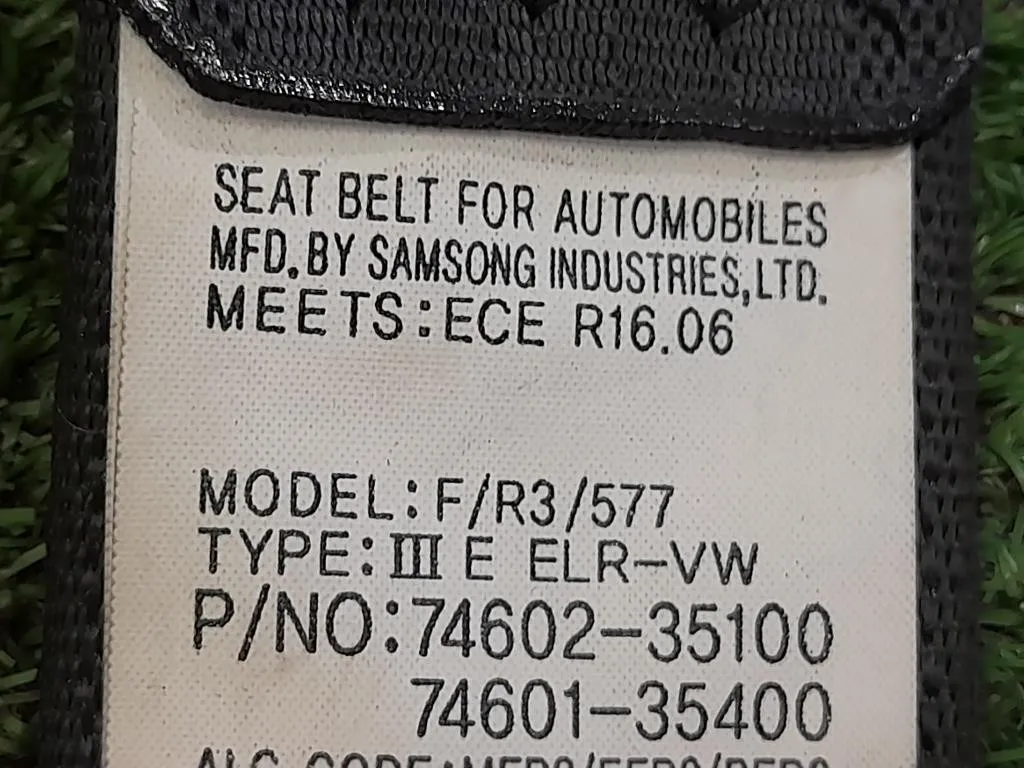 SEAT BELT FOR AUTOMOBILES
MFD. BY SAMSONG INDUSTRIES, LTD.
MEETS: ECE R16.06
MODEL: F/R3/577
TYPE: III E ELR-VW
P/NO: 74602-35100
74601-35400